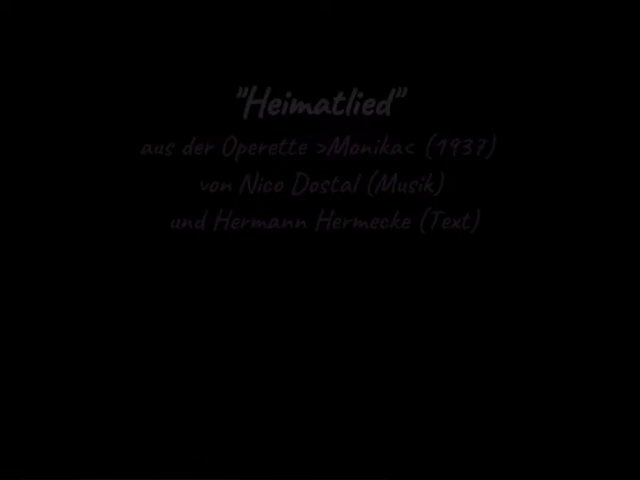 "Heimatlied"
aus der Operette >Monika< (1937)
von Nico Dostal (Musik)
und Hermann Hermecke (Text)